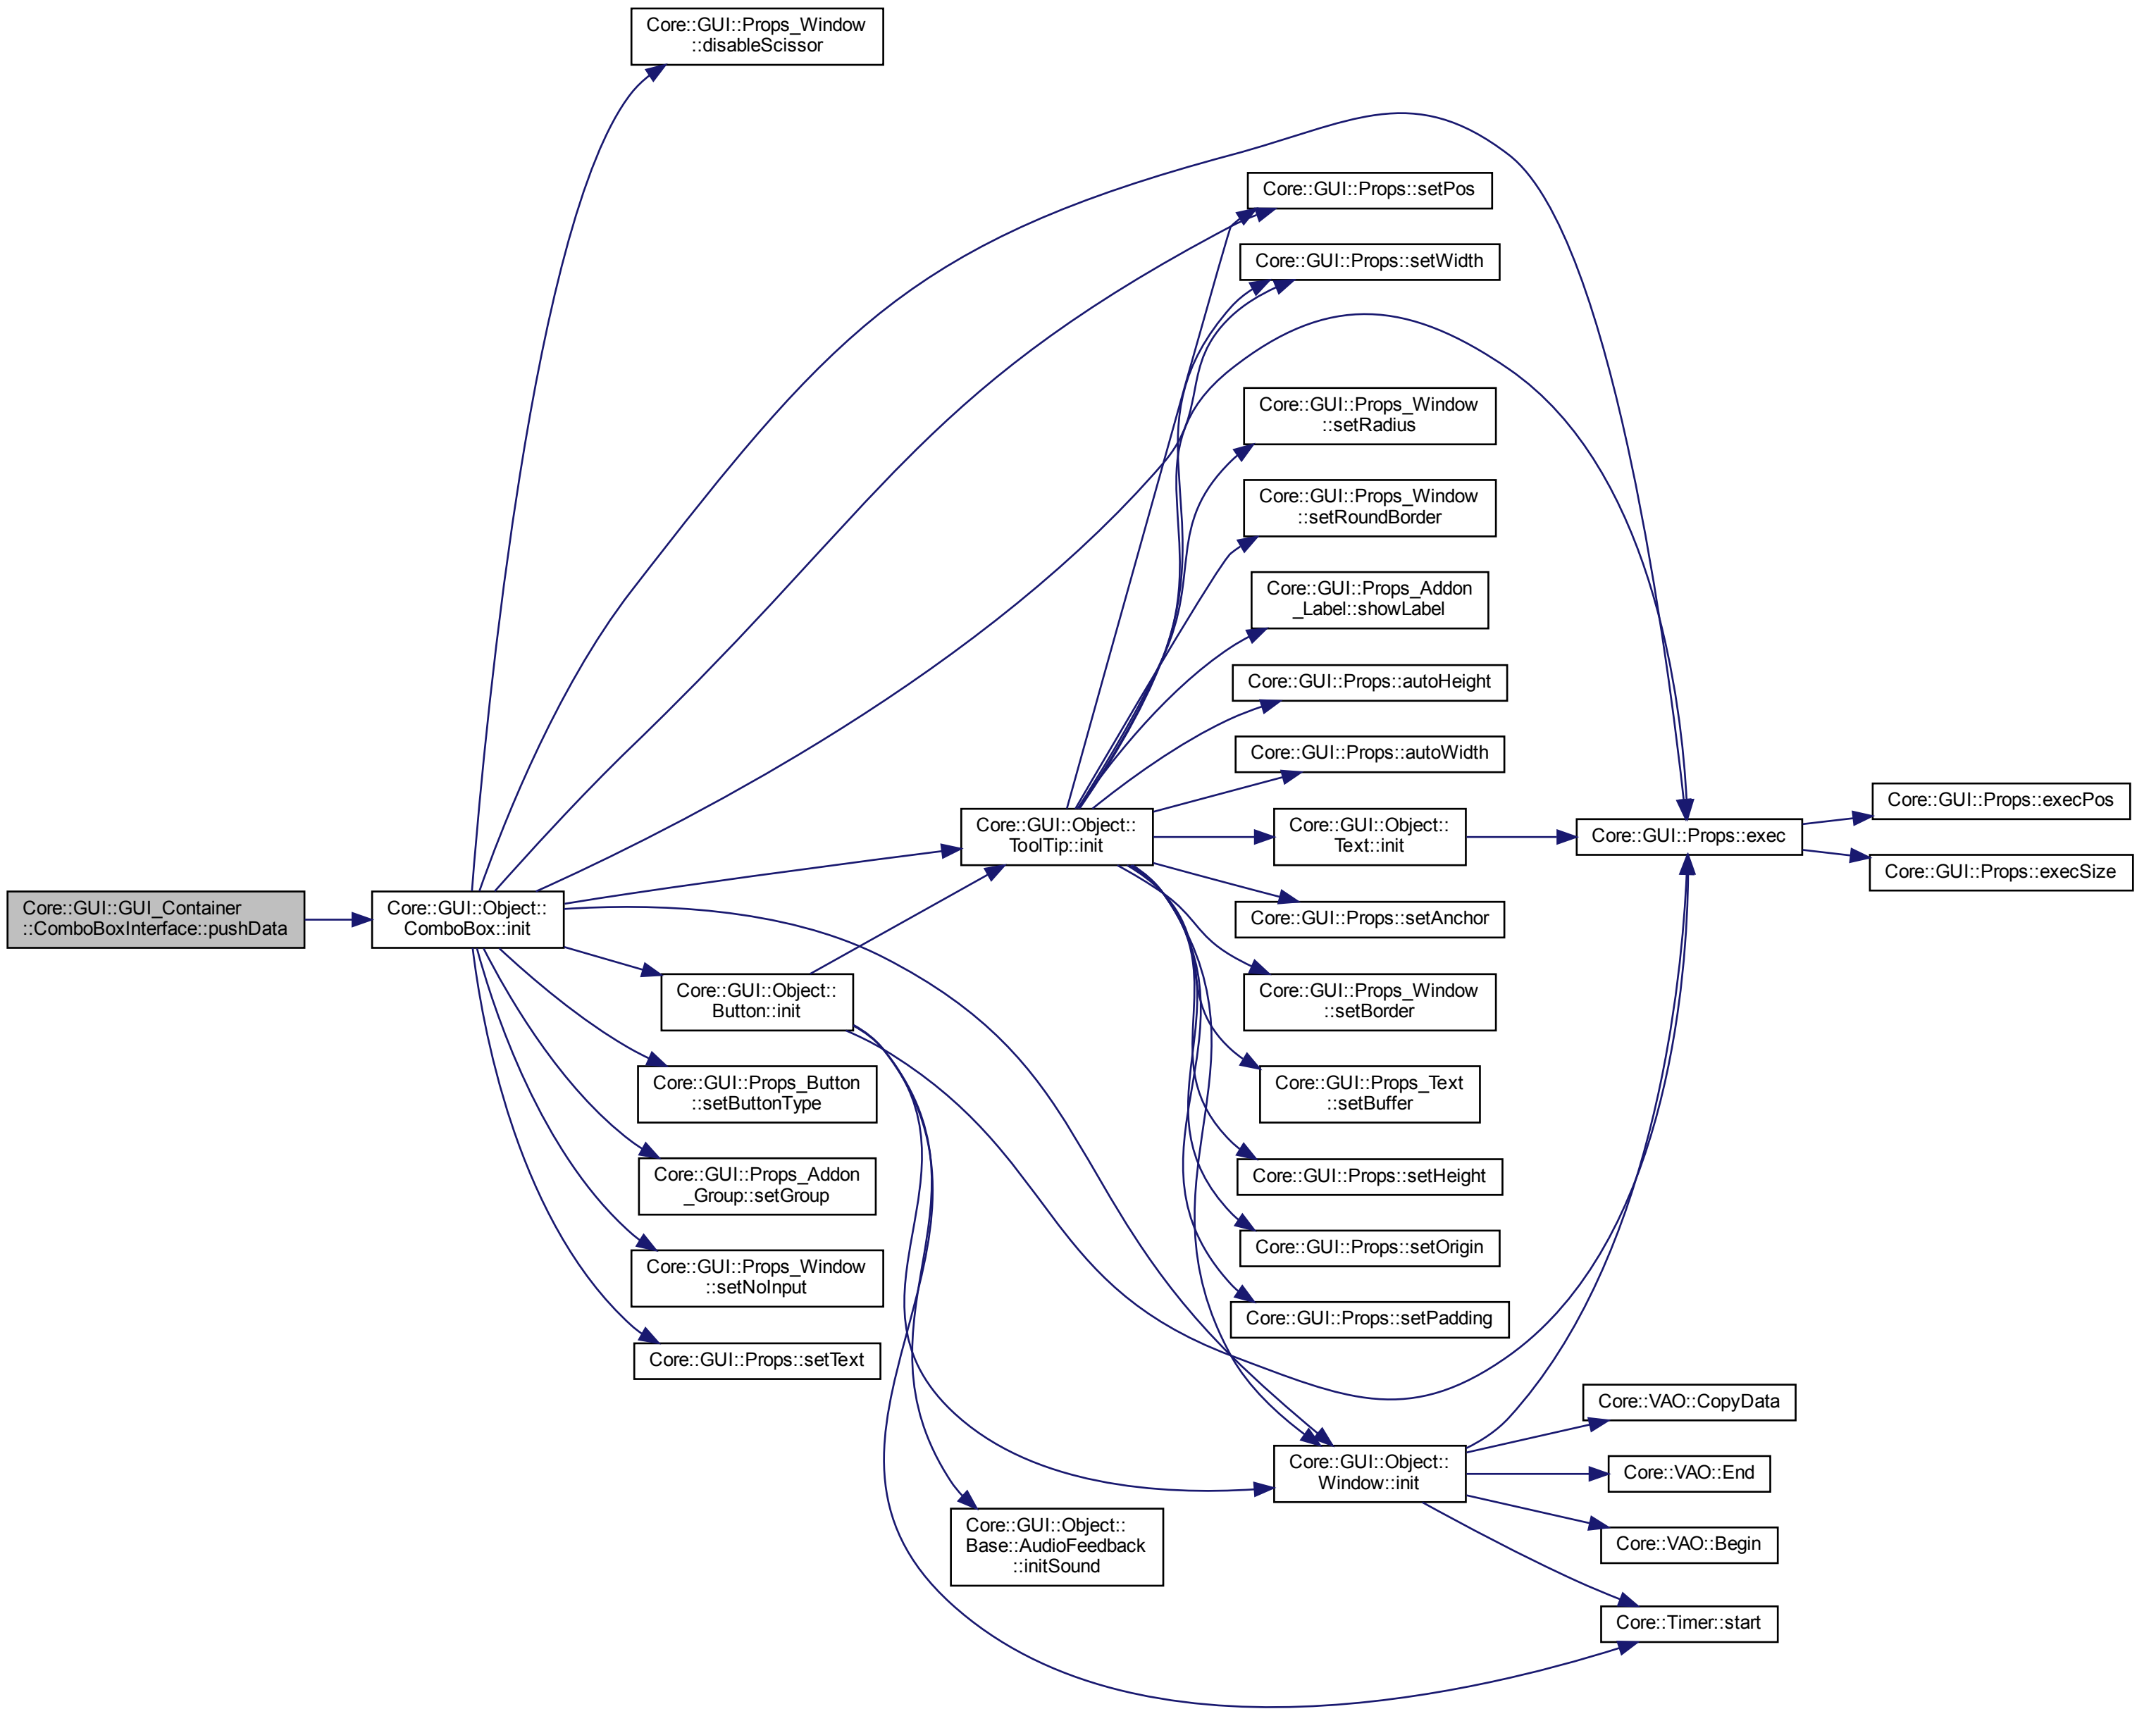 Core::GUI::Props_Window
::disableScissor
Core::GUI::Props::setPos
Core::GUI::Props::setWidth
Core::GUI::Props_Window
::setRadius
Core::GUI::Props_Window
::setRoundBorder
Core::GUI::Props_Addon
_Label::showLabel
Core::GUI::Props::autoHeight
Core::GUI::Props::autoWidth
Core::GUI::Object::
ToolTip::init
Core::GUI::Object::
Text::init
Core::GUI::Props::exec
Core::GUI::Props::execPos
Core::GUI::Props::execSize
Core::GUI::GUI_Container
::ComboBoxInterface::pushData
Core::GUI::Object::
ComboBox::init
Core::GUI::Props::setAnchor
Core::GUI::Object::
Button::init
Core::GUI::Props_Window
::setBorder
Core::GUI::Props_Button
::setButtonType
Core::GUI::Props_Text
::setBuffer
Core::GUI::Props_Addon
_Group::setGroup
Core::GUI::Props::setHeight
Core::GUI::Props_Window
::setNoInput
Core::GUI::Props::setOrigin
Core::GUI::Props::setPadding
Core::GUI::Props::setText
Core::VAO::CopyData
Core::GUI::Object::
Window::init
Core::VAO::End
Core::GUI::Object::
Base::AudioFeedback
::initSound
Core::VAO::Begin
Core::Timer::start